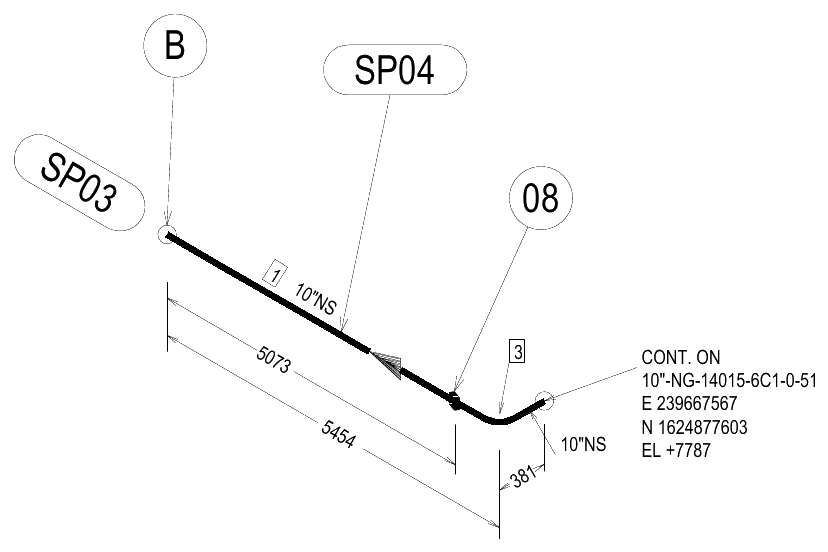 B
SP04
SP03
08
1
10"NS
3
5073
5454
381
10"NS
CONT. ON
10"-NG-14015-6C1-0-51
E 239667567
N 1624877603
EL +7787